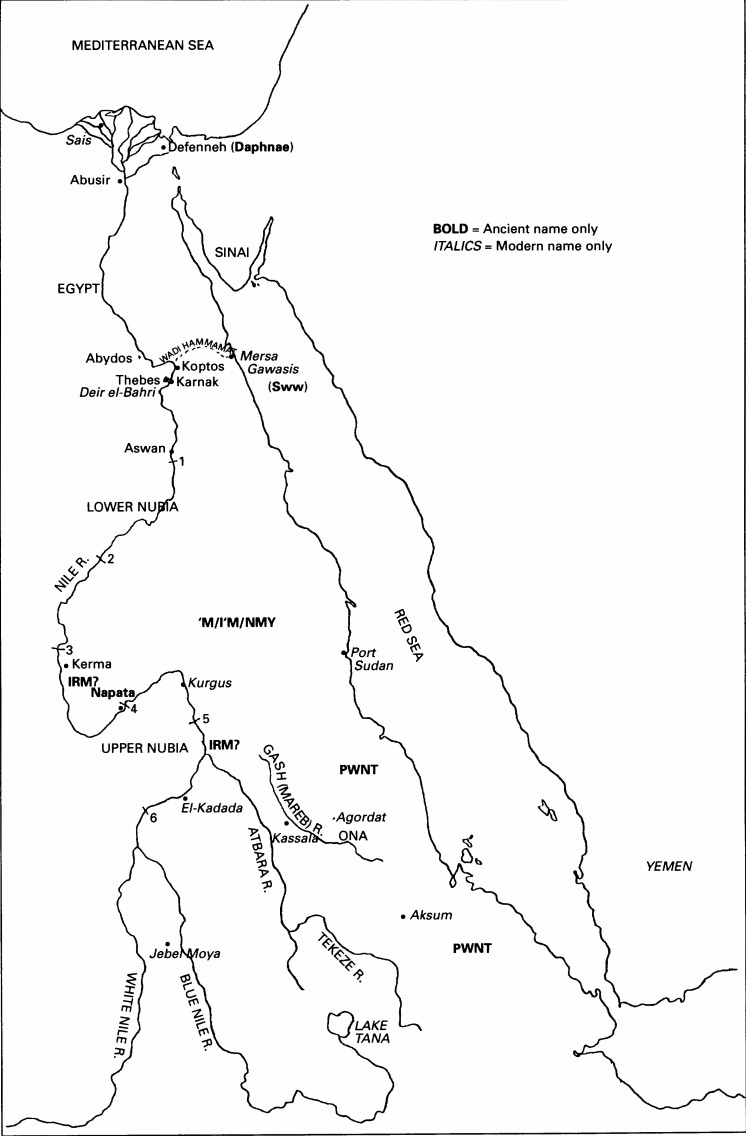 MEDITERRANEAN SEA
Sais
Defenneh (Daphnae)
Abusir
BOLD = Ancient name only
ITALICS = Modern name only
SINAI
EGYPT
WADI HAMMAMAT
Abydos
Koptos
Mersa
Gawasis
(Sww)
Thebes
Karnak
Deir el-Bahri
Aswan
1
LOWER NUBIA
NILE R.
2
'M/I'M/NMY
RED SEA
3
Kerma
Port
Sudan
IRM?
Napata
4
Kurgus
5
UPPER NUBIA
IRM?
GASH (MAREB) R.
PWNT
El-Kadada
6
Agordat
Kassala
ONA
ATBARA R.
YEMEN
Aksum
Jebel Moya
TEKEZE R.
PWNT
WHITE NILE R.
BLUE NILE R.
LAKE
TANA